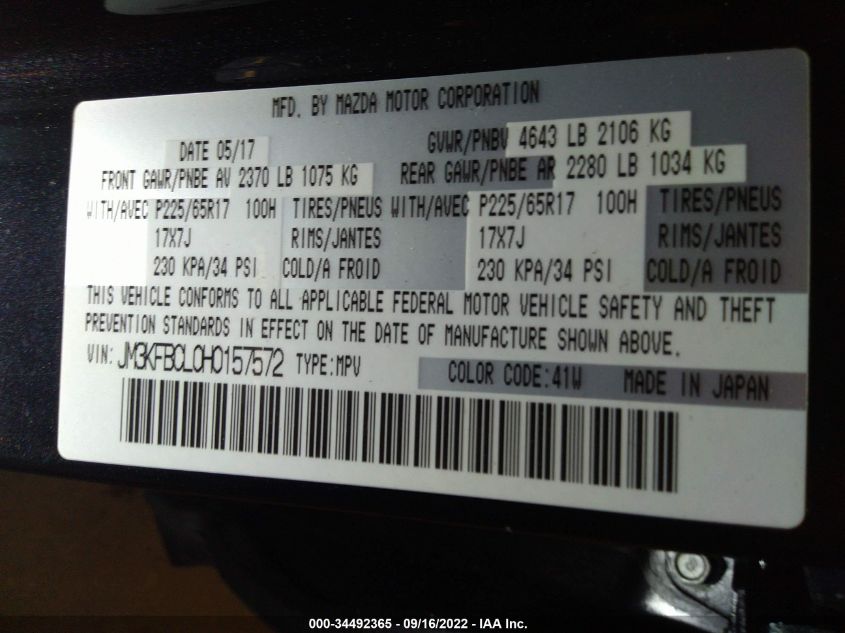 MFD. BY MAZDA MOTOR CORPORATION
DATE 05/17 GVWR/PNBV 4643 LB 2106 KG
FRONT GAWR/PNBE AV 2370 LB 1075 KG REAR GAWR/PNBE AR 2280 LB 1034 KG
WITH/AVEC P225/65R17 100H TIRES/PNEUS WITH/AVEC P225/65R17 100H TIRES/PNEUS
17X7J RIMS/JANTES 17X7J RIMS/JANTES
230 KPA/34 PSI COLD/A FROID 230 KPA/34 PSI COLD/A FROID
THIS VEHICLE CONFORMS TO ALL APPLICABLE FEDERAL MOTOR VEHICLE SAFETY AND THEFT
PREVENTION STANDARDS IN EFFECT ON THE DATE OF MANUFACTURE SHOWN ABOVE.
VIN: JM3KFBCL0H0157572 TYPE:MPV COLOR CODE:41W MADE IN JAPAN
000-34492365 - 09/16/2022 - IAA Inc.